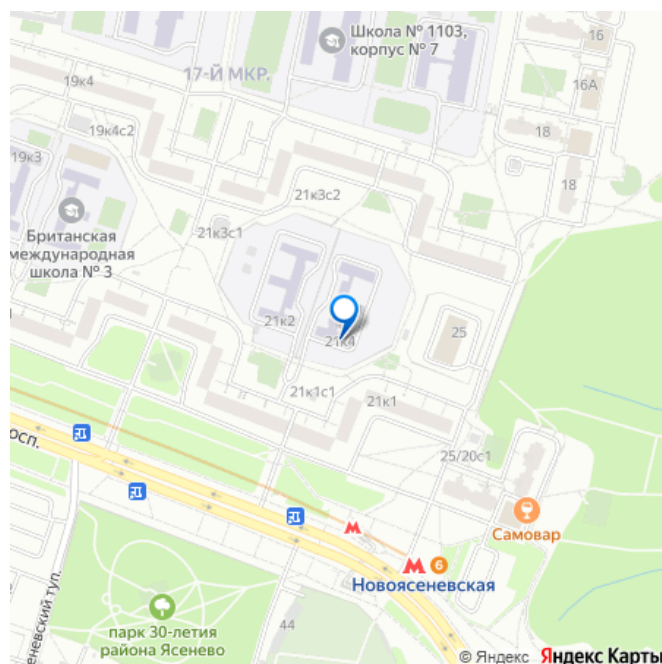 Школа № 1103,
корпус № 7
16
17-Й МКР.
19к4
16А
19к4с2
18
19к3
18
21к3с2
21к3с1
Британская
международная
школа № 3
21к2
21к4
25
21к1с1
21к1
осп.
25/20с1
Самовар
6
Новоясеневская
еневский туп.
парк 30-летия
района Ясенево
44
© Яндекс Яндекс Карты